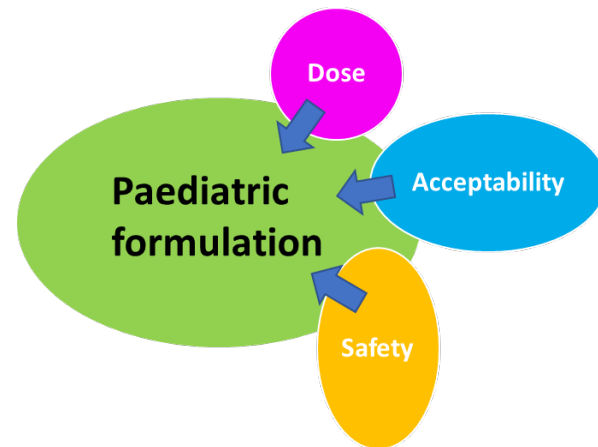 Dose
Acceptability
Paediatric
formulation
Safety